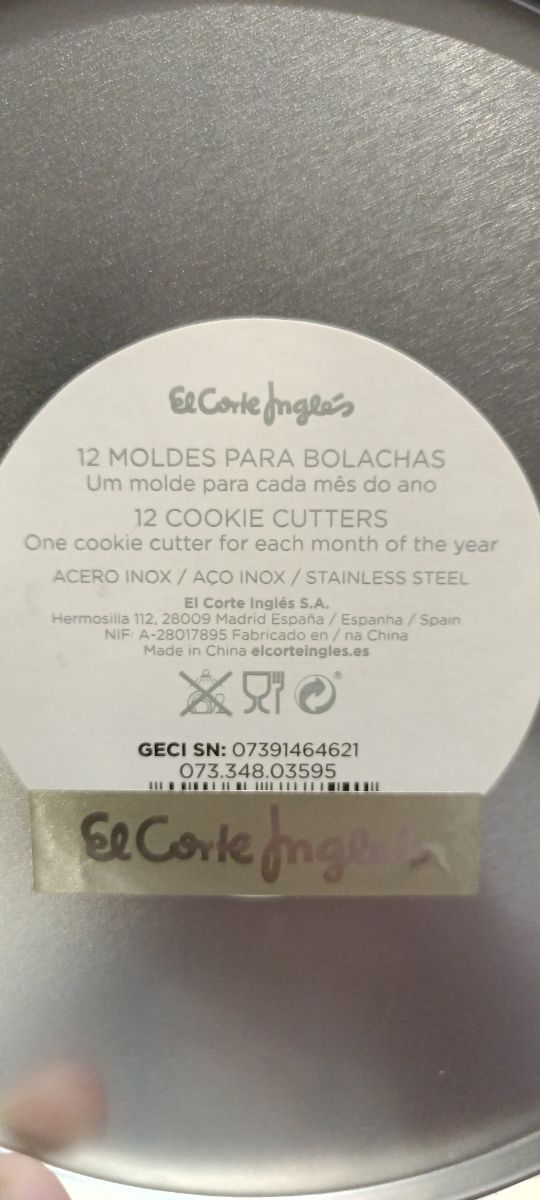 El Corte Inglés
12 MOLDES PARA BOLACHAS
Um molde para cada mês do ano
12 COOKIE CUTTERS
One cookie cutter for each month of the year
ACERO INOX / AÇO INOX / STAINLESS STEEL
El Corte Inglés S.A.
Hermosilla 112, 28009 Madrid España / Espanha / Spain
NIF: A-28017895 Fabricado en / na China
Made in China elcorteingles.es
GECI SN: 07391464621
073.348.03595
El Corte Inglés